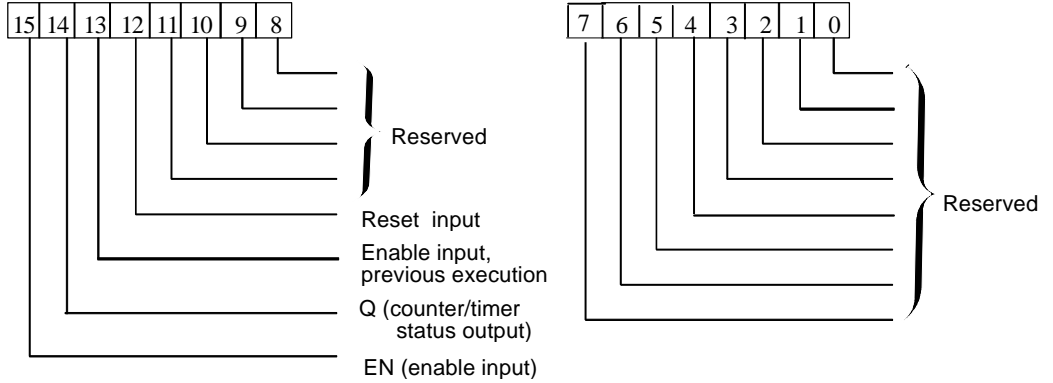 15 14 13 12 11 10 9 8
7 6 5 4 3 2 1 0
Reserved
Reset input
Enable input,
previous execution
Q (counter/timer
status output)
EN (enable input)
Reserved